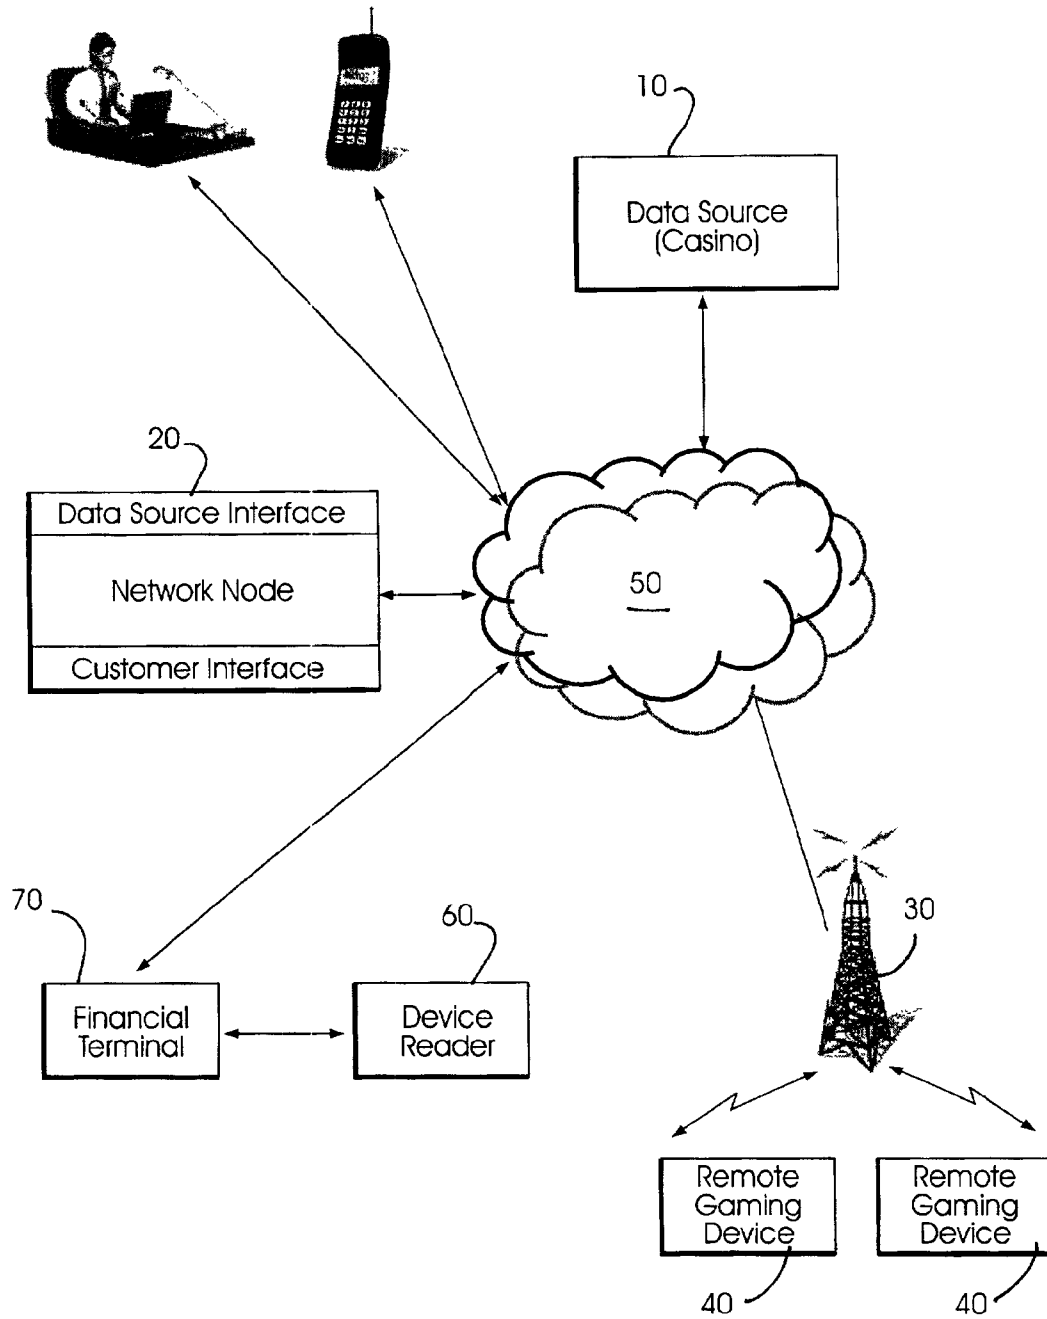 10
Data Source
(Casino)
20
Data Source Interface
Network Node
Customer Interface
50
70
60
30
Financial
Terminal
Device
Reader
Remote
Gaming
Device
Remote
Gaming
Device
40
40